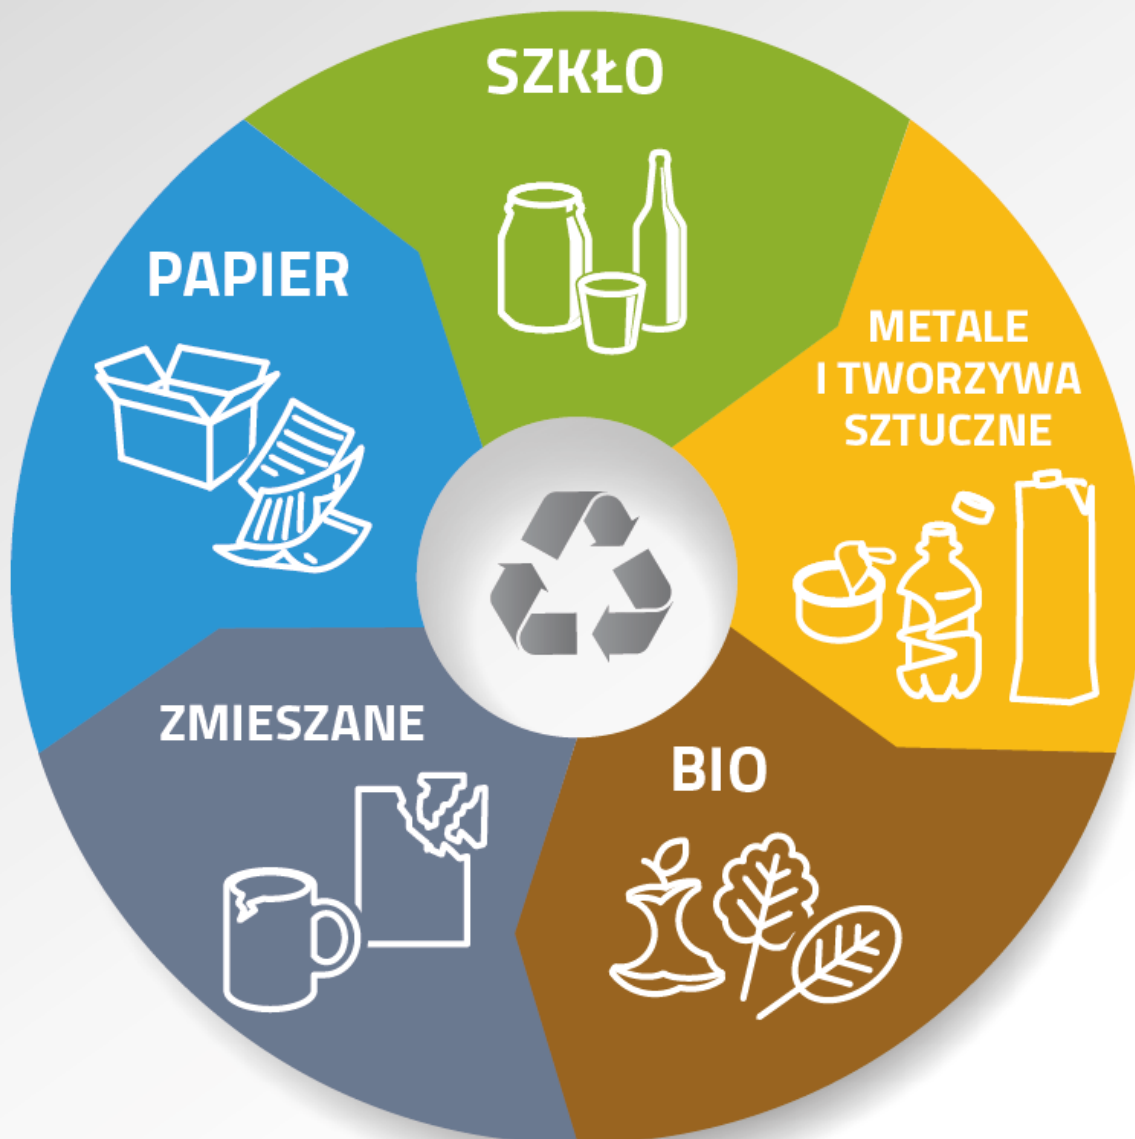 SZKŁO
PAPIER
METALE
I TWORZYWA
SZTUCZNE
ZMIESZANE
BIO